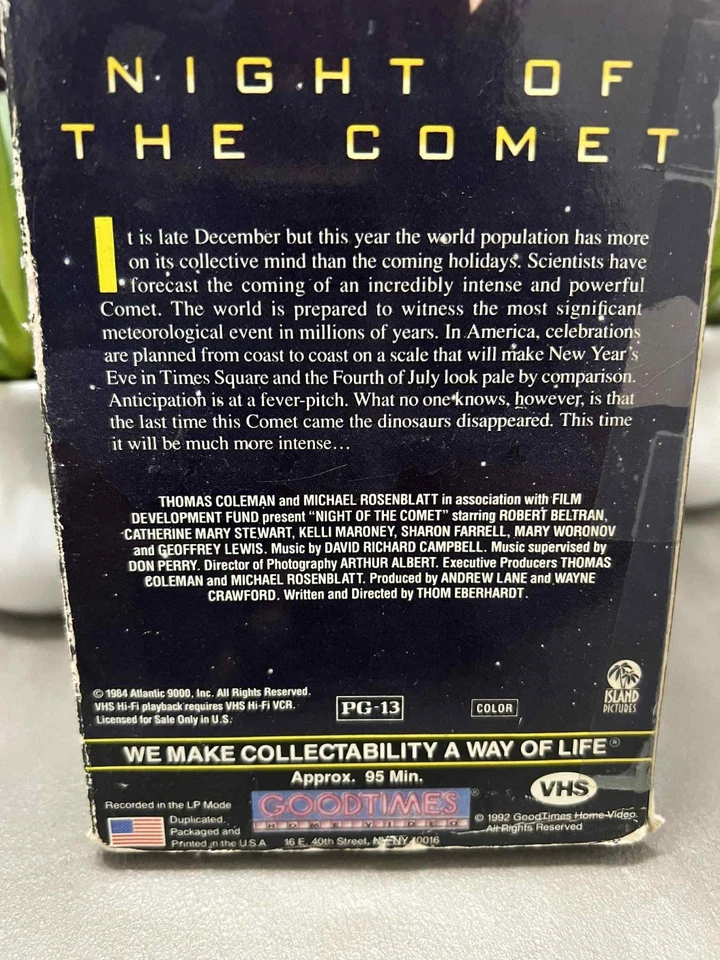 NIGHT OF
THE COMET
It is late December but this year the world population has more
on its collective mind than the coming holidays. Scientists have
forecast the coming of an incredibly intense and powerful
Comet. The world is prepared to witness the most significant
meteorological event in millions of years. In America, celebrations
are planned from coast to coast on a scale that will make New Year's
Eve in Times Square and the Fourth of July look pale by comparison.
Anticipation is at a fever-pitch. What no one knows, however, is that
the last time this Comet came the dinosaurs disappeared. This time
it will be much more intense...
THOMAS COLEMAN and MICHAEL ROSENBLATT in association with FILM
DEVELOPMENT FUND present "NIGHT OF THE COMET" starring ROBERT BELTRAN,
CATHERINE MARY STEWART, KELLI MARONEY, SHARON FARRELL, MARY WORONOV
and GEOFFREY LEWIS. Music by DAVID RICHARD CAMPBELL. Music supervised by
DON PERRY. Director of Photography ARTHUR ALBERT. Executive Producers THOMAS
COLEMAN and MICHAEL ROSENBLATT. Produced by ANDREW LANE and WAYNE
CRAWFORD. Written and Directed by THOM EBERHARDT.
© 1984 Atlantic 9000, Inc. All Rights Reserved.
VHS Hi-Fi playback requires VHS Hi-Fi VCR.
Licensed for Sale Only in U.S.
PG-13
COLOR
ISLAND
PICTURES
WE MAKE COLLECTABILITY A WAY OF LIFE®
Approx. 95 Min.
VHS
Recorded in the LP Mode
Duplicated
Packaged and
Printed in the U.S.A
GOODTIMES®
HOME VIDEO
16 E. 40th Street, NY NY 10016
© 1992 GoodTimes Home Video.
All Rights Reserved